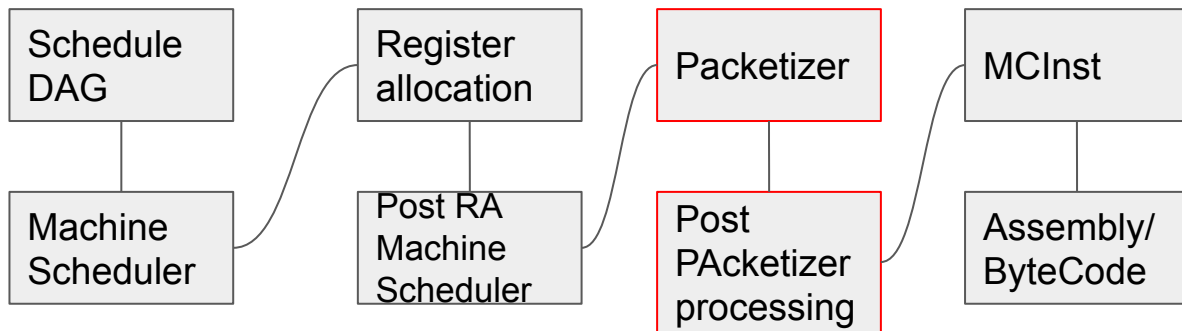 Schedule
DAG
Machine
Scheduler
Register
allocation
Post RA
Machine
Scheduler
Packetizer
Post
PAcketizer
processing
MCInst
Assembly/
ByteCode